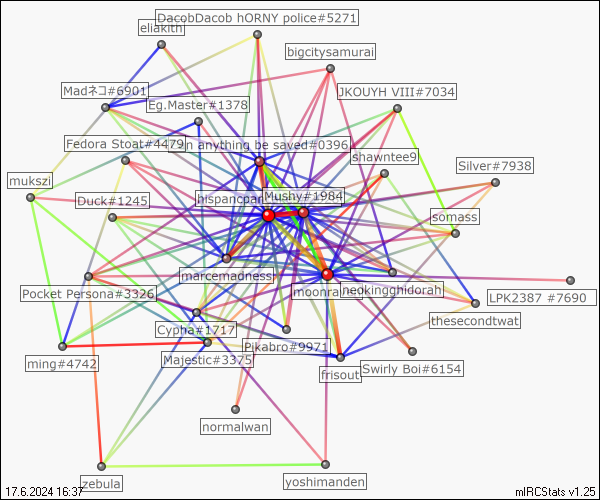 DacobDacob hORNY police#5271
eliakith
bigcitysamurai
Madネコ#6901
JKOUYH VIII#7034
Eg.Master#1378
Fedora Stoat#4479
n anything be saved#0396
shawntee9
Silver#7938
mukszi
Duck#1245
hispancpan
Mushy#1984
somass
marcemadness
moonra
neokingghidorah
Pocket Persona#3326
LPK2387 #7690
thesecondtwat
Cypha#1717
Majestic#3375
Pikabro#9971
ming#4742
frisout
Swirly Boi#6154
normalwan
zebula
yoshimanden
17.6.2024 16:37
mIRCStats v1.25